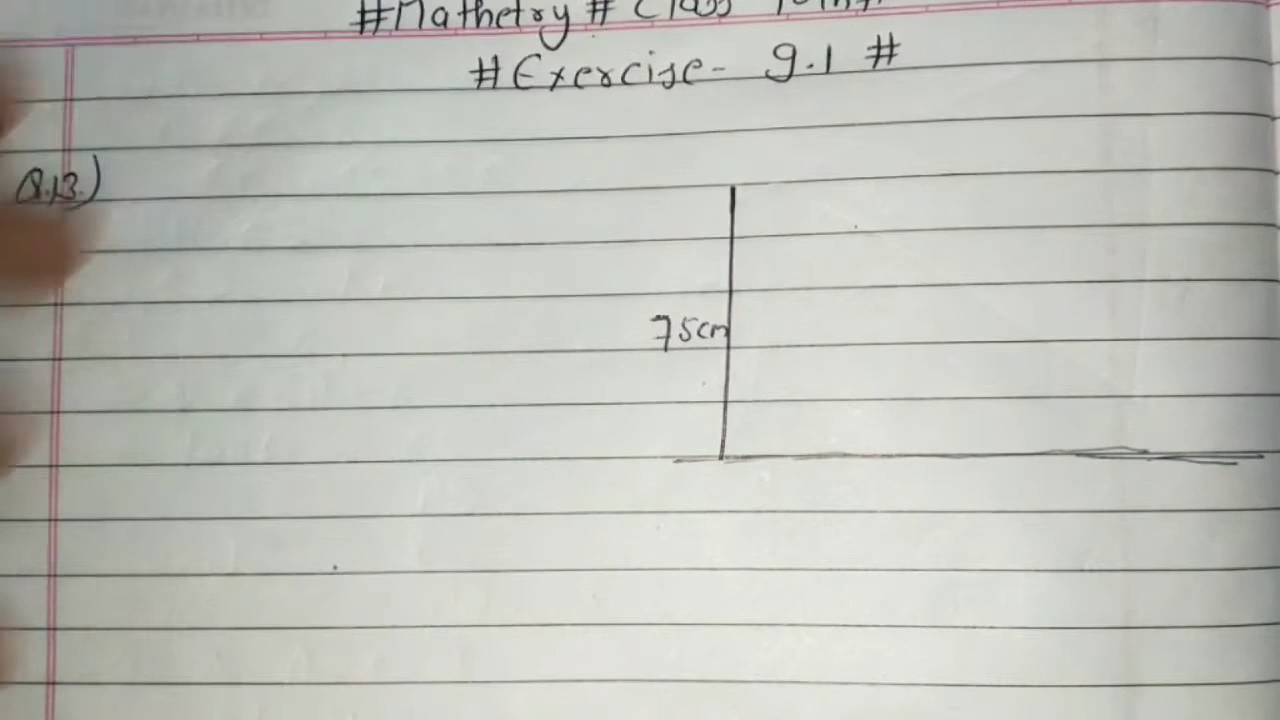 #Mathetry # Class
#Exercise- 9.1 #
Q.13.)
75cm